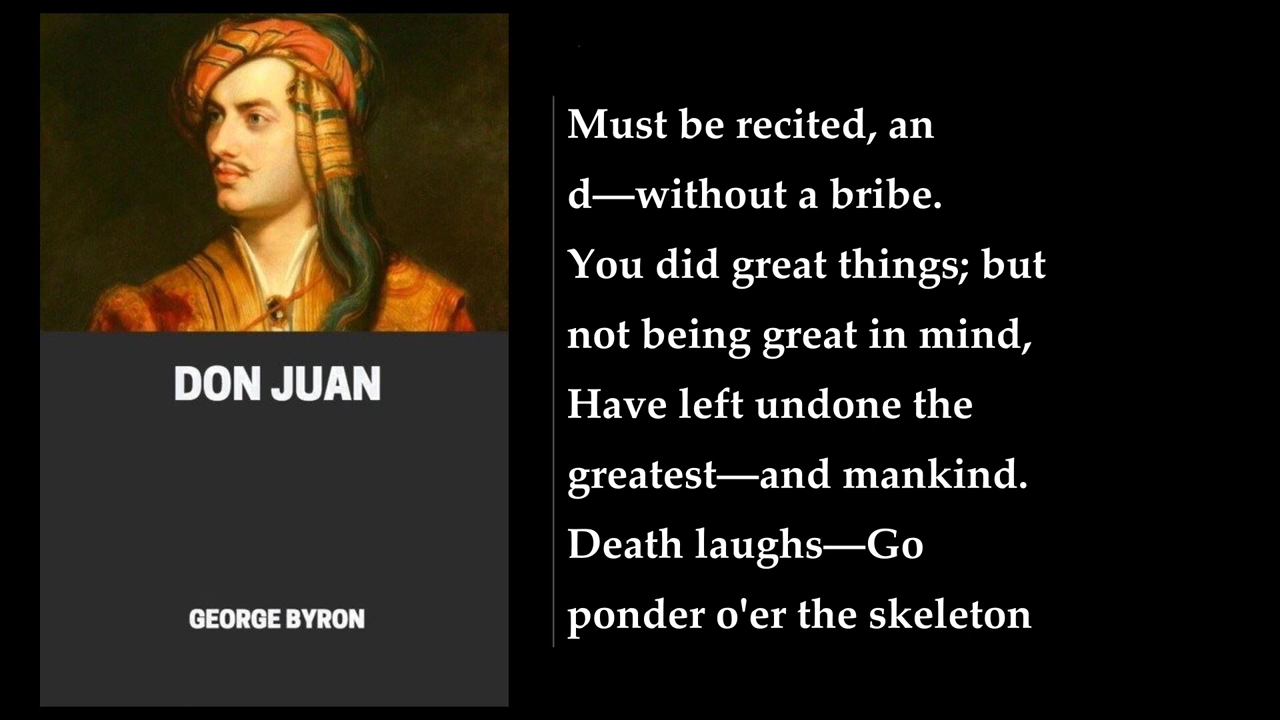 DON JUAN
GEORGE BYRON
Must be recited, an
d—without a bribe.
You did great things; but
not being great in mind,
Have left undone the
greatest—and mankind.
Death laughs—Go
ponder o'er the skeleton